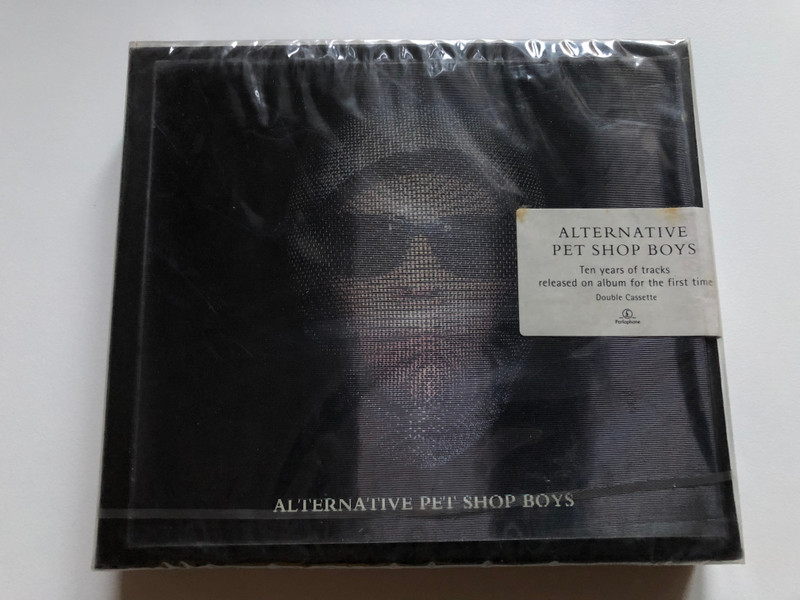 ALTERNATIVE
PET SHOP BOYS
Ten years of tracks
released on album for the first time
Double Cassette
Parlophone
ALTERNATIVE PET SHOP BOYS